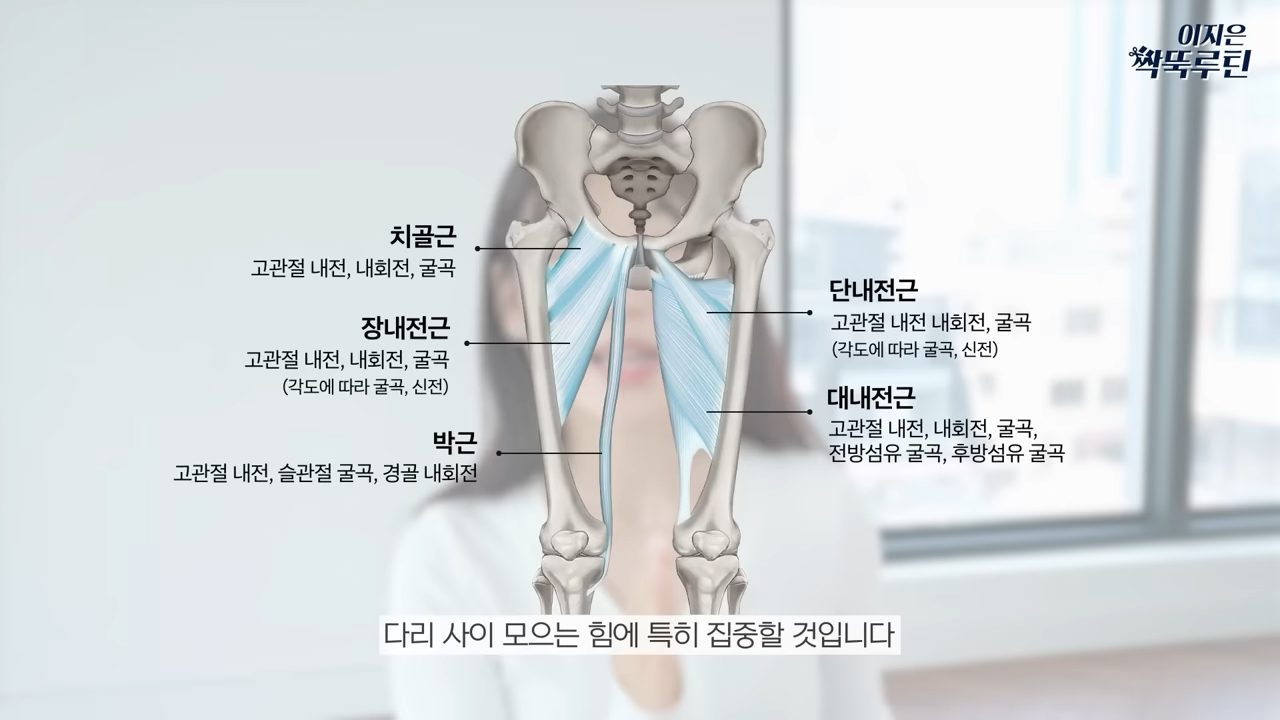 이지은
싹뚝루틴
치골근
고관절 내전, 내회전, 굴곡
장내전근
고관절 내전, 내회전, 굴곡
(각도에 따라 굴곡, 신전)
박근
고관절 내전, 슬관절 굴곡, 경골 내회전
단내전근
고관절 내전 내회전, 굴곡
(각도에 따라 굴곡, 신전)
대내전근
고관절 내전, 내회전, 굴곡,
전방섬유 굴곡, 후방섬유 굴곡
다리 사이 모으는 힘에 특히 집중할 것입니다